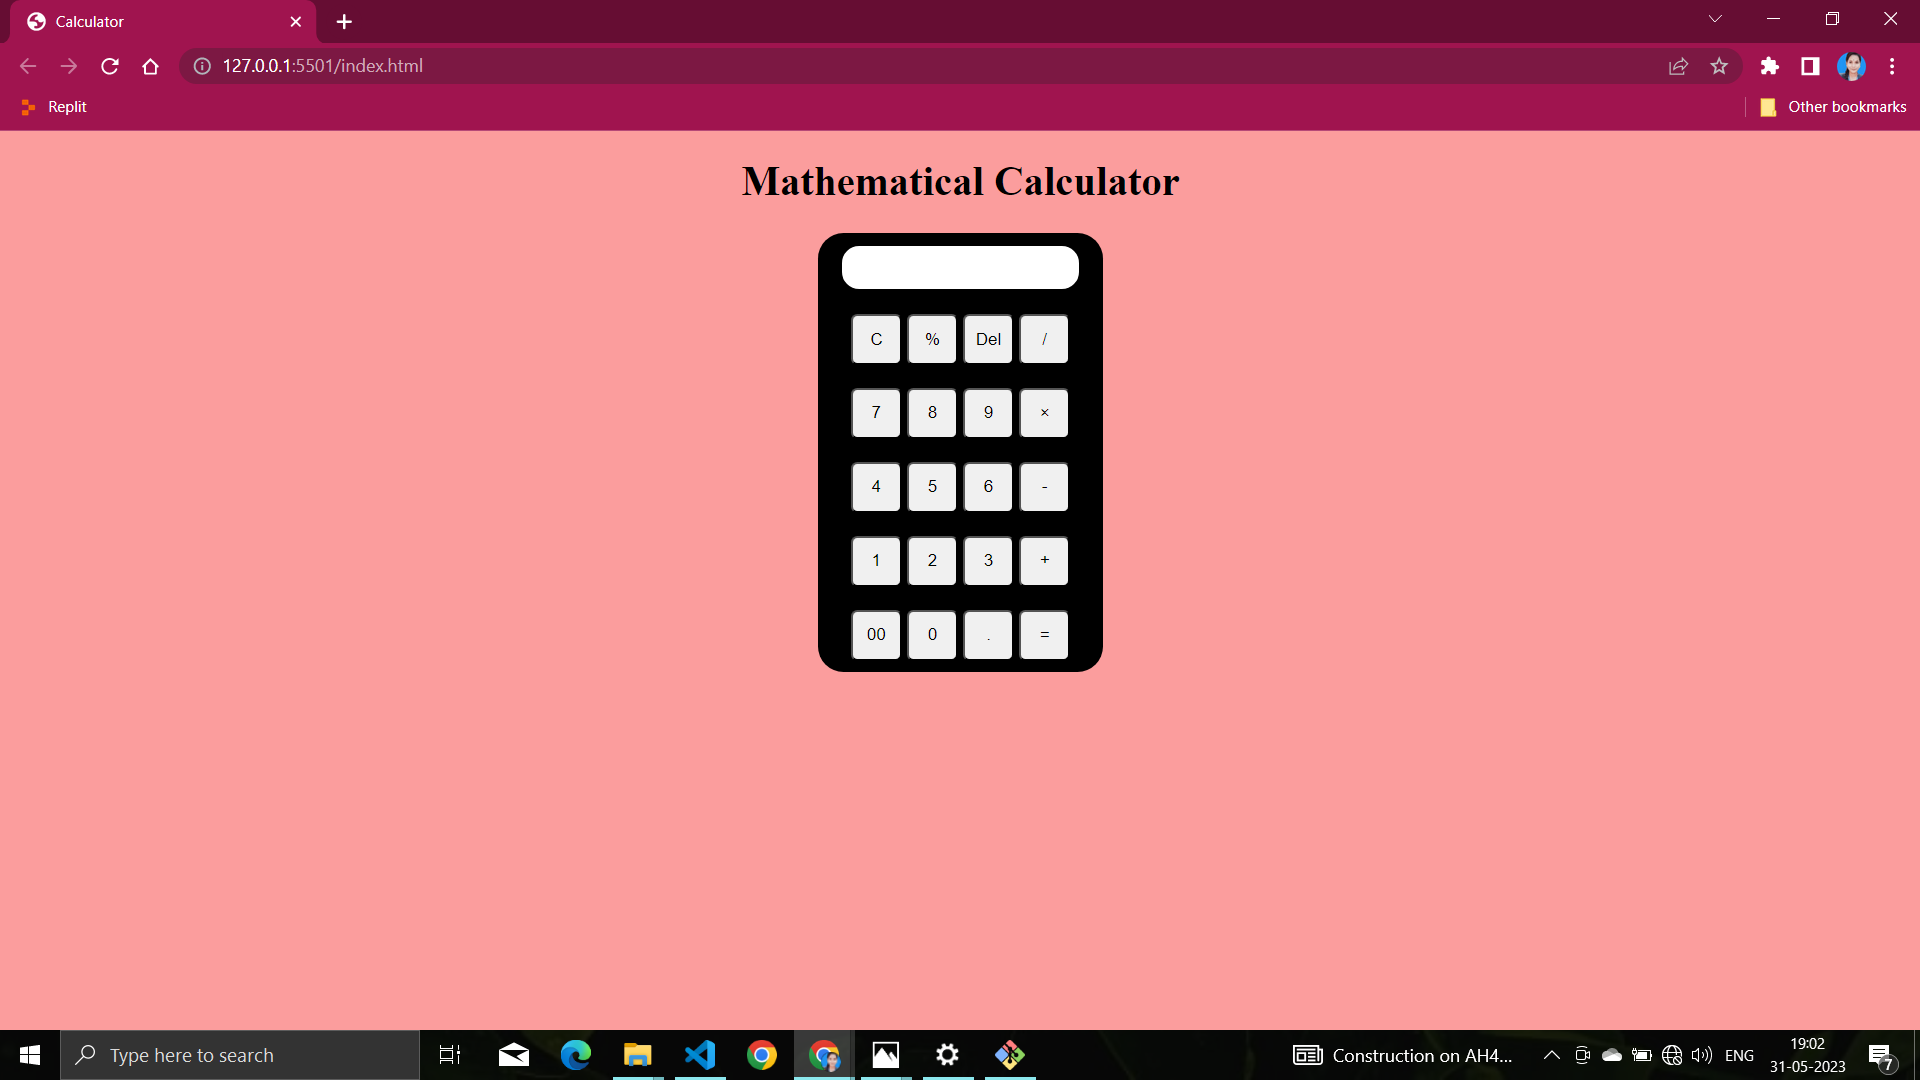 Calculator
127.0.0.1:5501/index.html
Replit
Other bookmarks
Mathematical Calculator
C % Del /
7 8 9 ×
4 5 6 -
1 2 3 +
00 0 . =
Type here to search
Construction on AH4...
ENG
19:02
31-05-2023
7